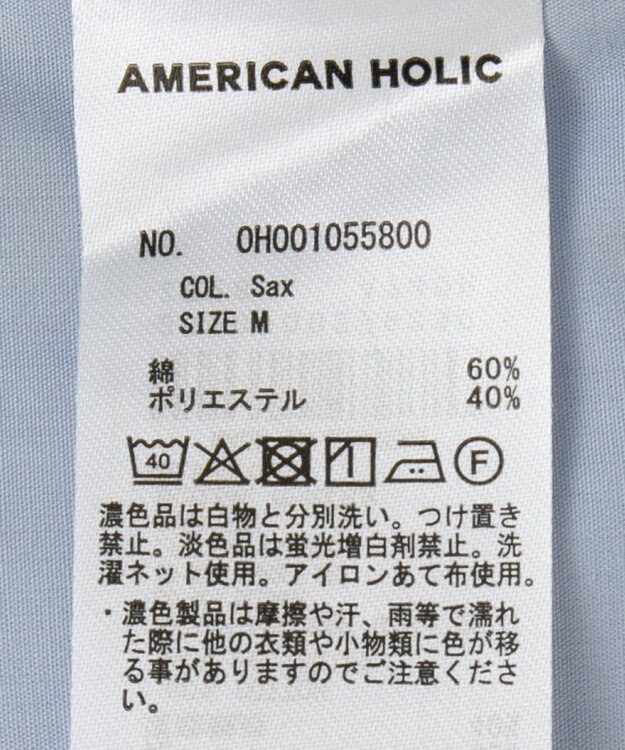 AMERICAN HOLIC
NO. 0H001055800
COL. Sax
SIZE M
綿 60%
ポリエステル 40%
40 F
濃色品は白物と分別洗い。つけ置き
禁止。淡色品は蛍光増白剤禁止。洗
濯ネット使用。アイロンあて布使用。
・濃色製品は摩擦や汗、雨等で濡れ
た際に他の衣類や小物類に色が移
る事がありますのでご注意くださ
い。